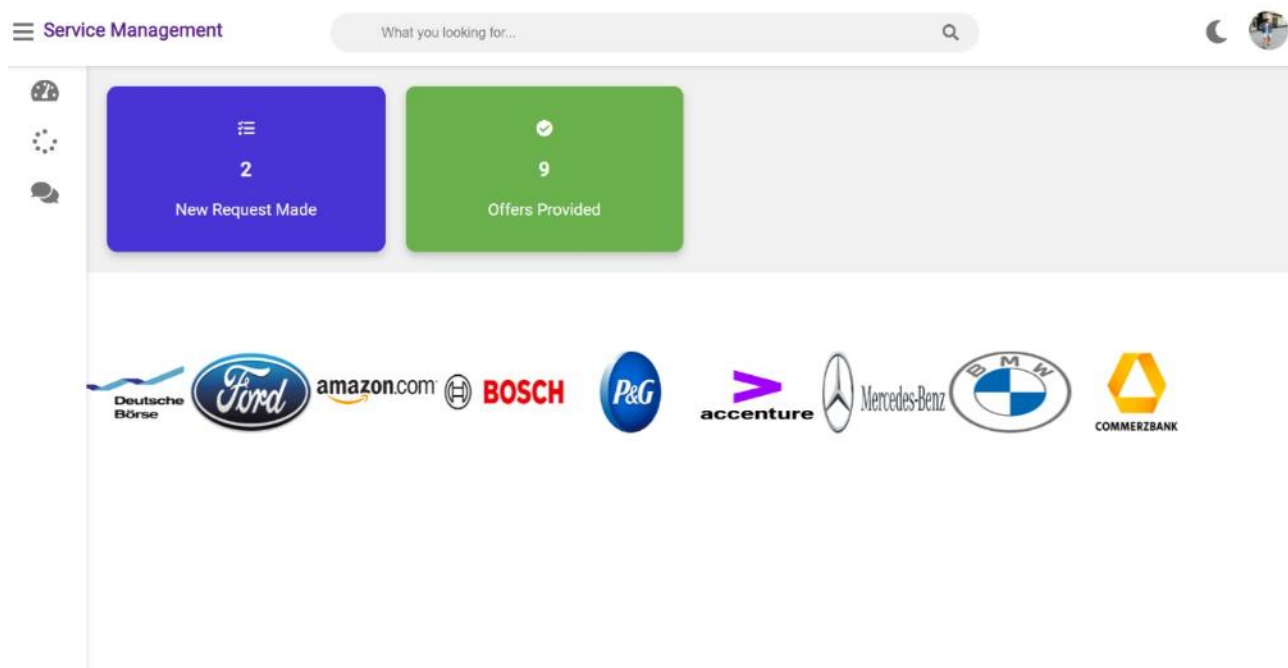 Service Management
What you looking for...
2
New Request Made
9
Offers Provided
Deutsche
Börse
Ford
amazon.com
BOSCH
P&G
accenture
Mercedes-Benz
BMW
COMMERZBANK